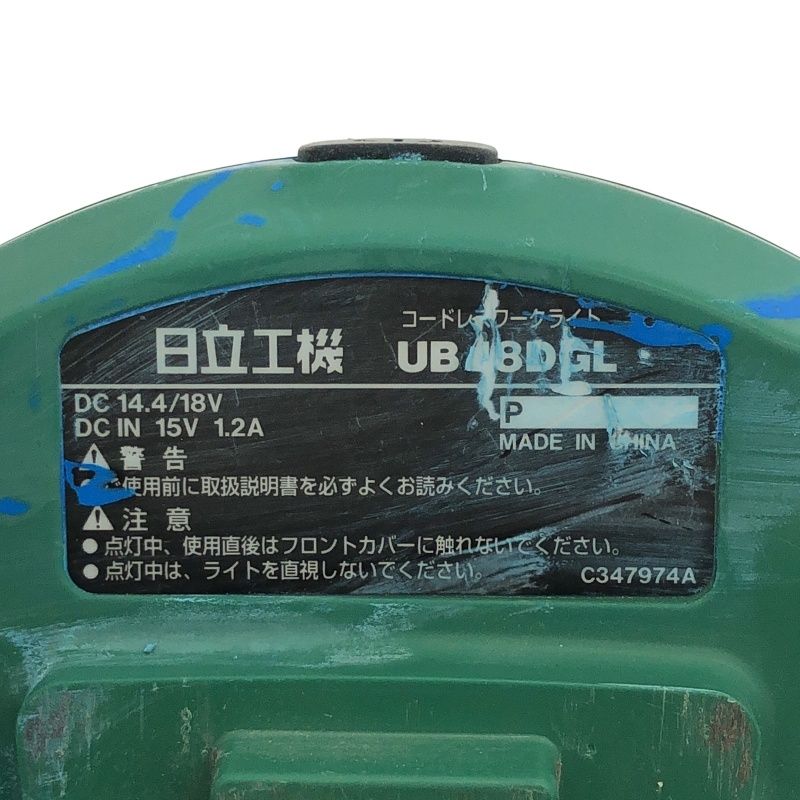 コードレスワークライト
日立工機 UB18DGL
DC 14.4/18V
DC IN 15V 1.2A
P
MADE IN CHINA
⚠ 警告
ご使用前に取扱説明書を必ずよくお読みください。
⚠ 注意
● 点灯中、使用直後はフロントカバーに触れないでください。
● 点灯中は、ライトを直視しないでください。
C347974A